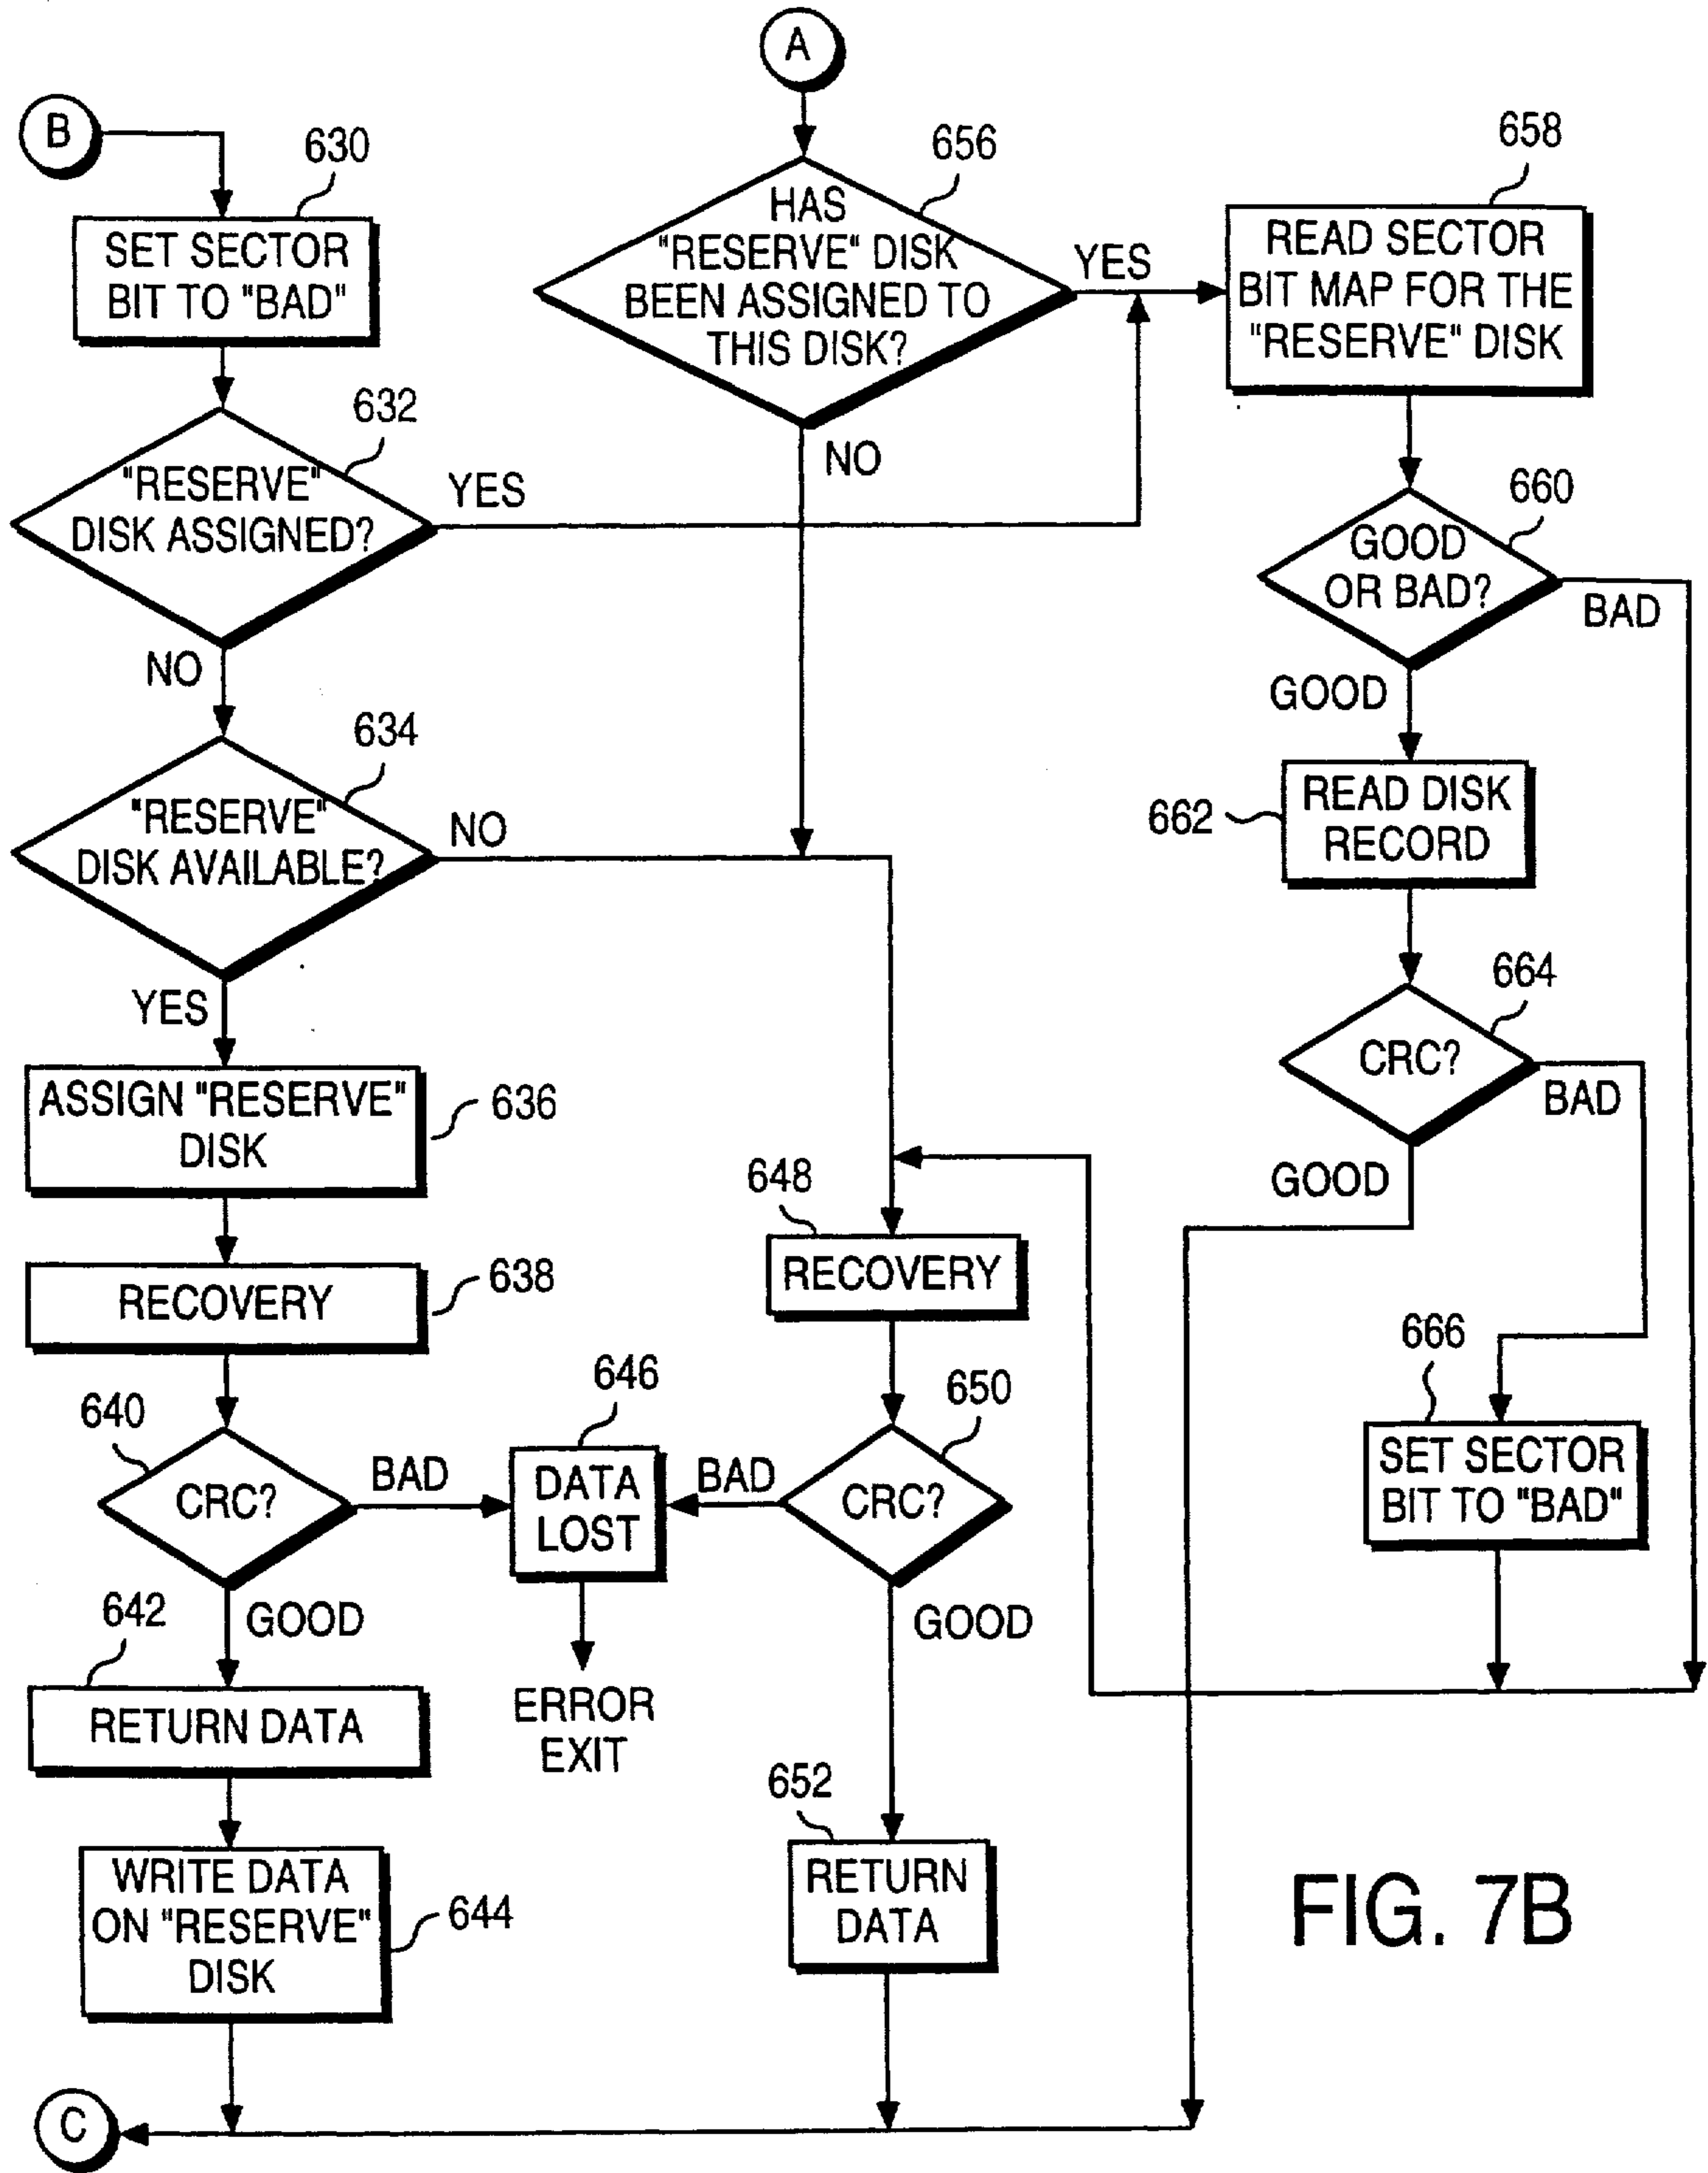 A
B
630
656
658
SET SECTOR
BIT TO "BAD"
HAS
"RESERVE" DISK
BEEN ASSIGNED TO
THIS DISK?
YES
READ SECTOR
BIT MAP FOR THE
"RESERVE" DISK
632
"RESERVE"
DISK ASSIGNED?
YES
NO
NO
660
GOOD
OR BAD?
BAD
GOOD
634
"RESERVE"
DISK AVAILABLE?
NO
YES
662
READ DISK
RECORD
664
CRC?
BAD
GOOD
ASSIGN "RESERVE"
DISK
636
648
RECOVERY
638
RECOVERY
666
SET SECTOR
BIT TO "BAD"
640
CRC?
BAD
646
DATA
LOST
BAD
650
CRC?
GOOD
GOOD
642
RETURN DATA
ERROR
EXIT
652
RETURN
DATA
WRITE DATA
ON "RESERVE"
DISK
644
FIG. 7B
C